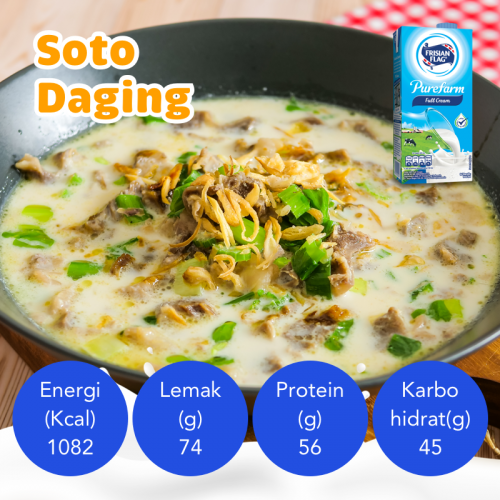 Soto
Daging
FRISIAN
FLAG
Purefarm
Full Cream
Energi
(Kcal)
1082
Lemak
(g)
74
Protein
(g)
56
Karbo
hidrat(g)
45